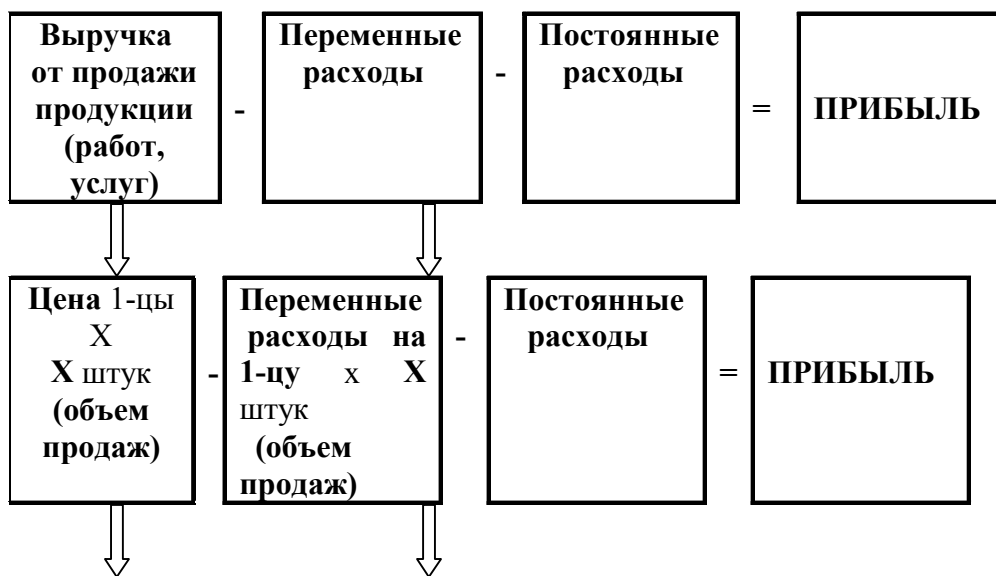 Выручка
от продажи
продукции
(работ,
услуг)
-
Переменные
расходы
-
Постоянные
расходы
=
ПРИБЫЛЬ
Цена 1-цы
Х
Х штук
(объем
продаж)
-
Переменные
расходы на
1-цу х Х
штук
(объем
продаж)
-
Постоянные
расходы
=
ПРИБЫЛЬ